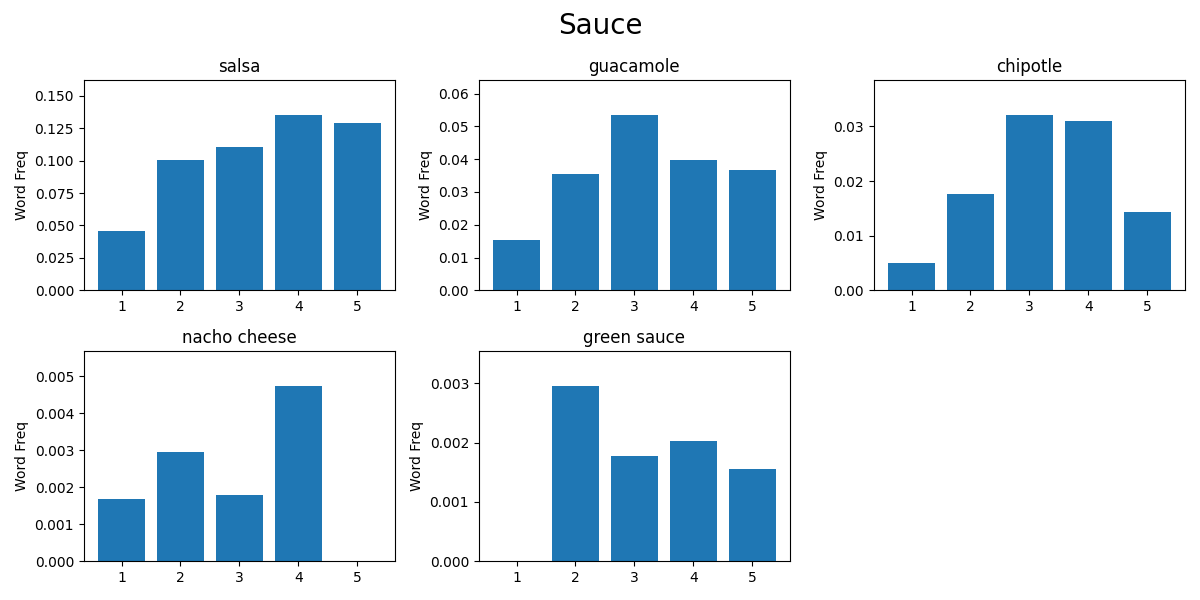 Sauce
salsa
Word Freq
0.150
0.125
0.100
0.075
0.050
0.025
0.000
1 2 3 4 5
guacamole
Word Freq
0.06
0.05
0.04
0.03
0.02
0.01
0.00
1 2 3 4 5
chipotle
Word Freq
0.03
0.02
0.01
0.00
1 2 3 4 5
nacho cheese
Word Freq
0.005
0.004
0.003
0.002
0.001
0.000
1 2 3 4 5
green sauce
Word Freq
0.003
0.002
0.001
0.000
1 2 3 4 5